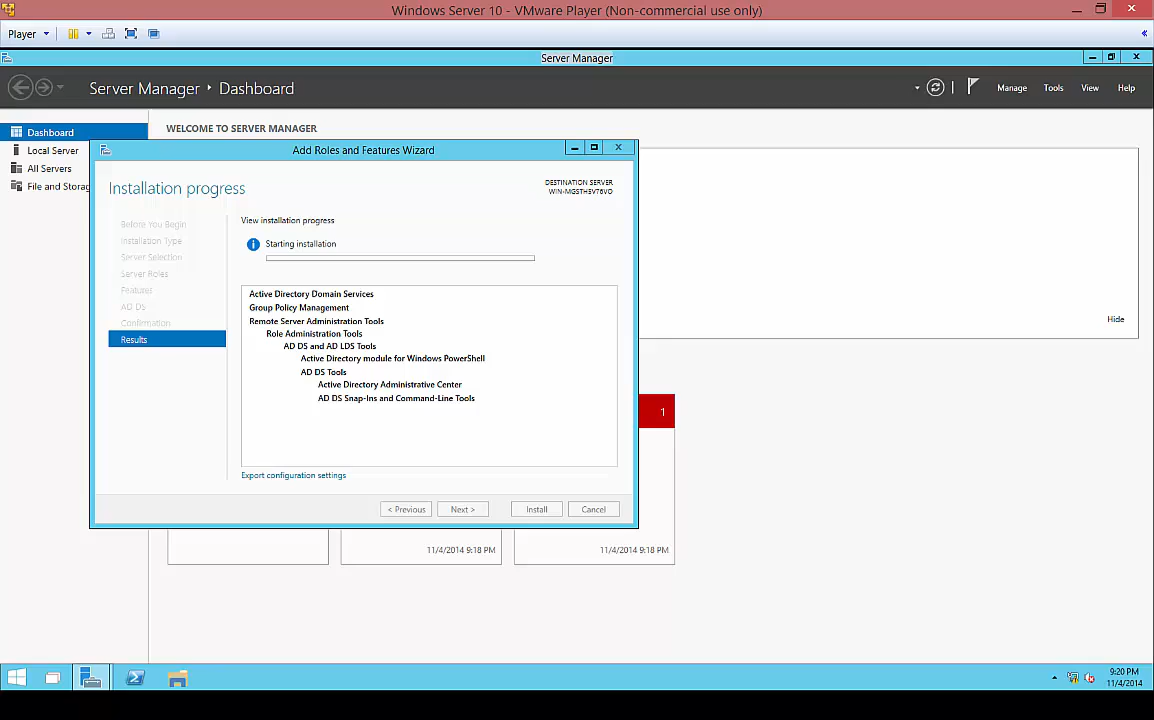 Windows Server 10 - VMware Player (Non-commercial use only)
Player
Server Manager
Server Manager ‣ Dashboard
Manage
Tools
View
Help
Dashboard
Local Server
All Servers
File and Storag
WELCOME TO SERVER MANAGER
Add Roles and Features Wizard
Installation progress
DESTINATION SERVER
WIN-MGSTH5V76VO
Before You Begin
Installation Type
Server Selection
Server Roles
Features
AD DS
Confirmation
Results
View installation progress
Starting installation
Active Directory Domain Services
Group Policy Management
Remote Server Administration Tools
Role Administration Tools
AD DS and AD LDS Tools
Active Directory module for Windows PowerShell
AD DS Tools
Active Directory Administrative Center
AD DS Snap-Ins and Command-Line Tools
Export configuration settings
< Previous
Next >
Install
Cancel
Hide
1
11/4/2014 9:18 PM
11/4/2014 9:18 PM
9:20 PM
11/4/2014